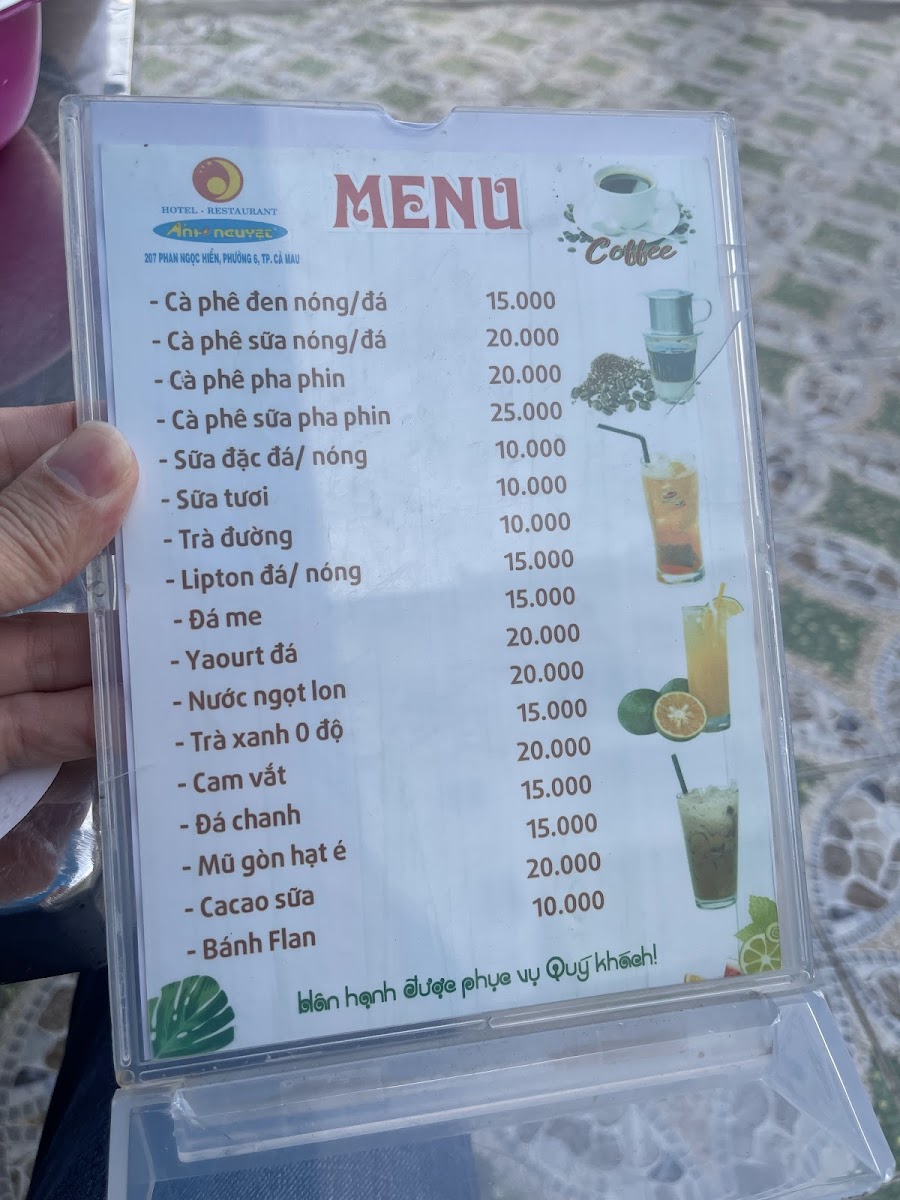 HOTEL - RESTAURANT
ÁNH NGUYỆT
207 PHAN NGỌC HIỂN, PHƯỜNG 6, TP. CÀ MAU
MENU
Coffee
- Cà phê đen nóng/đá 15.000
- Cà phê sữa nóng/đá 20.000
- Cà phê pha phin 20.000
- Cà phê sữa pha phin 25.000
- Sữa đặc đá/ nóng 10.000
- Sữa tươi 10.000
- Trà đường 10.000
- Lipton đá/ nóng 15.000
- Đá me 15.000
- Yaourt đá 20.000
- Nước ngọt lon 20.000
- Trà xanh 0 độ 15.000
- Cam vắt 20.000
- Đá chanh 15.000
- Mũ gòn hạt é 15.000
- Cacao sữa 20.000
- Bánh Flan 10.000
Hân hạnh được phục vụ Quý khách!